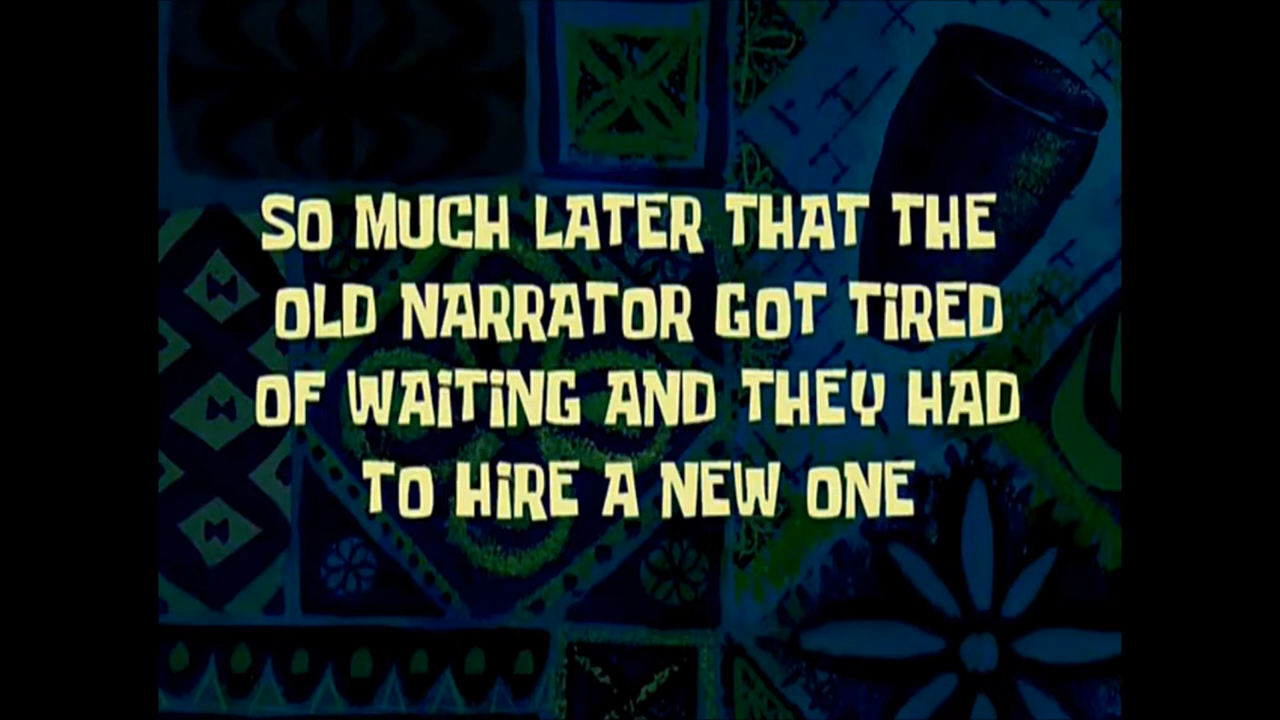 SO MUCH LATER THAT THE
OLD NARRATOR GOT TiRED
OF WAiTiNG AND THEY HAD
TO HiRE A NEW ONE